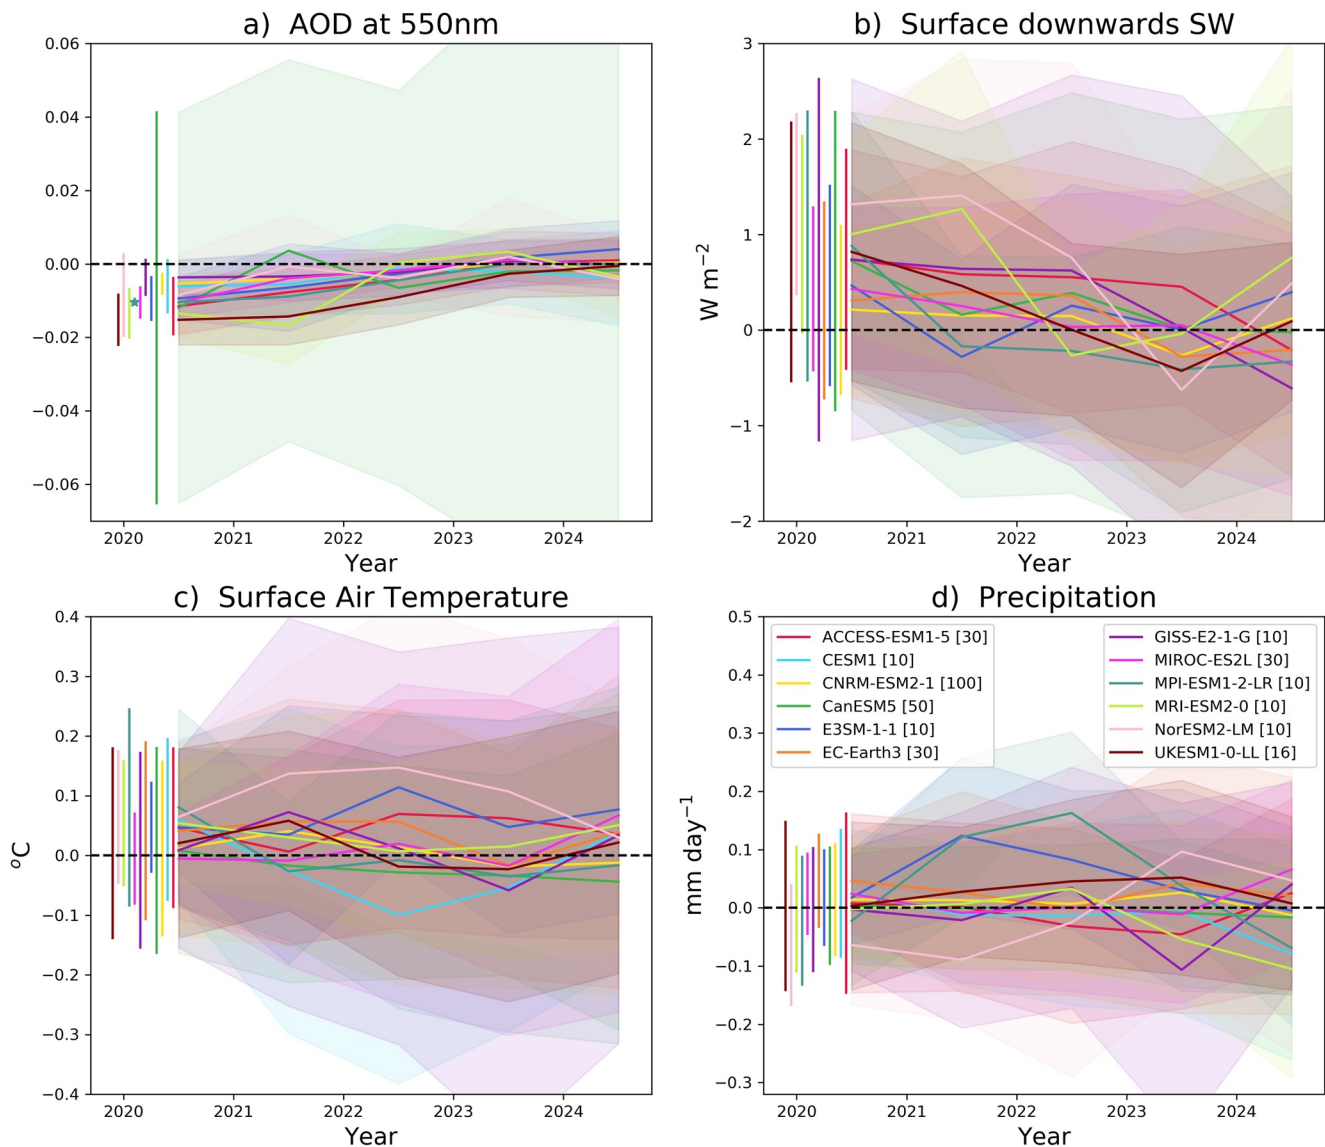 a)  AOD at 550nm
0.06
0.04
0.02
0.00
−0.02
−0.04
−0.06
2020 2021 2022 2023 2024
Year
b)  Surface downwards SW
W m−2
3
2
1
0
−1
−2
2020 2021 2022 2023 2024
Year
c)  Surface Air Temperature
oC
0.4
0.3
0.2
0.1
0.0
−0.1
−0.2
−0.3
−0.4
2020 2021 2022 2023 2024
Year
d)  Precipitation
mm day−1
0.5
0.4
0.3
0.2
0.1
0.0
−0.1
−0.2
−0.3
ACCESS-ESM1-5 [30]
CESM1 [10]
CNRM-ESM2-1 [100]
CanESM5 [50]
E3SM-1-1 [10]
EC-Earth3 [30]
GISS-E2-1-G [10]
MIROC-ES2L [30]
MPI-ESM1-2-LR [10]
MRI-ESM2-0 [10]
NorESM2-LM [10]
UKESM1-0-LL [16]
2020 2021 2022 2023 2024
Year